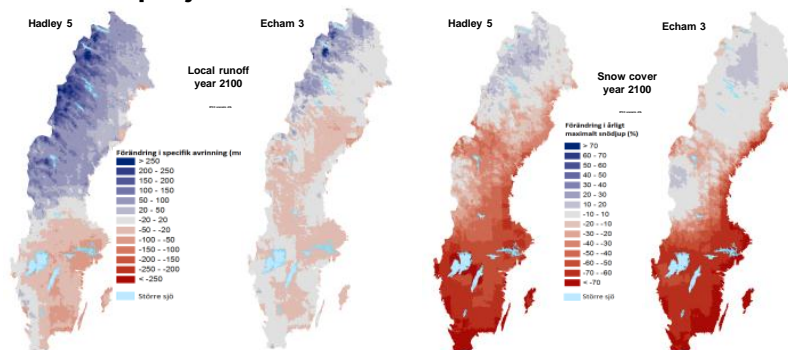 Hadley 5
Echam 3
Local runoff
year 2100
Förändring i specifik avrinning (m
> 250
200 - 250
150 - 200
100 - 150
50 - 100
20 - 50
-20 - 20
-50 - -20
-100 - -50
-150 - -100
-200 - -150
-250 - -200
< -250
Större sjö
Hadley 5
Echam 3
Snow cover
year 2100
Förändring i årligt
maximalt snödjup (%)
> 70
60 - 70
50 - 60
40 - 50
30 - 40
20 - 30
10 - 20
-10 - 10
-20 - -10
-30 - -20
-40 - -30
-50 - -40
-60 - -50
-70 - -60
< -70
Större sjö